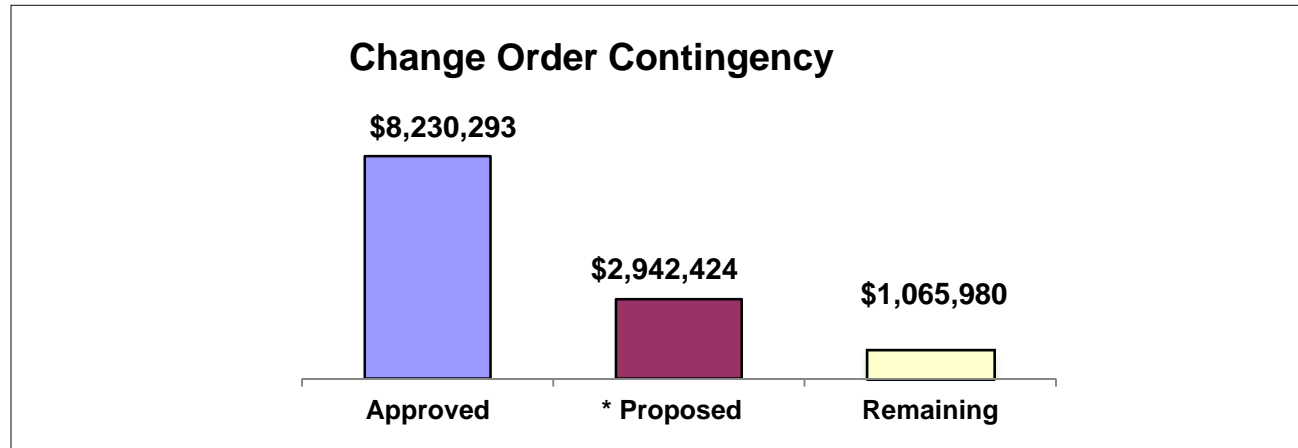 Change Order Contingency
$8,230,293
$2,942,424
$1,065,980
Approved
* Proposed
Remaining